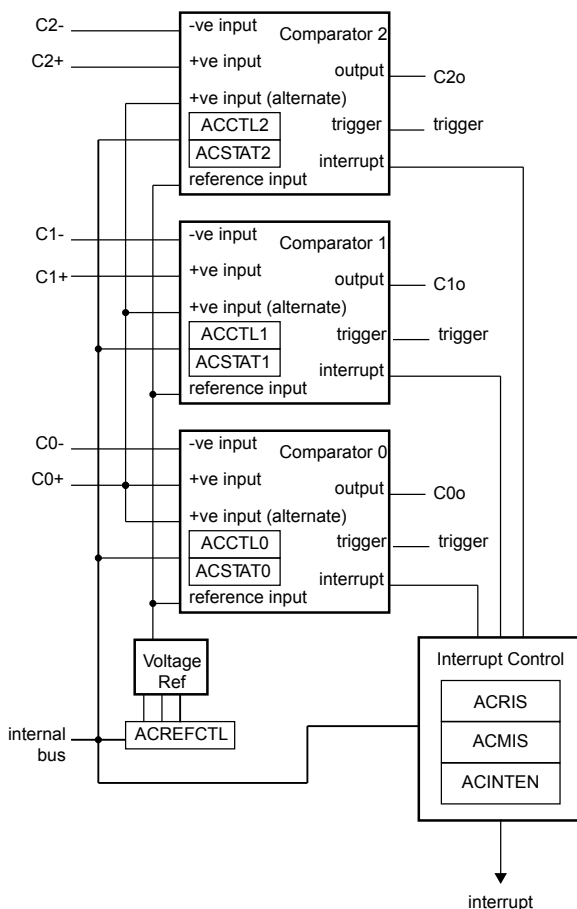 C2-
-ve input
Comparator 2
C2+
+ve input
output
C2o
+ve input (alternate)
ACCTL2
trigger
trigger
ACSTAT2
interrupt
reference input
C1-
-ve input
Comparator 1
C1+
+ve input
output
C1o
+ve input (alternate)
ACCTL1
trigger
trigger
ACSTAT1
interrupt
reference input
C0-
-ve input
Comparator 0
C0+
+ve input
output
C0o
+ve input (alternate)
ACCTL0
trigger
trigger
ACSTAT0
interrupt
reference input
Voltage
Ref
Interrupt Control
ACRIS
internal
bus
ACREFCTL
ACMIS
ACINTEN
interrupt